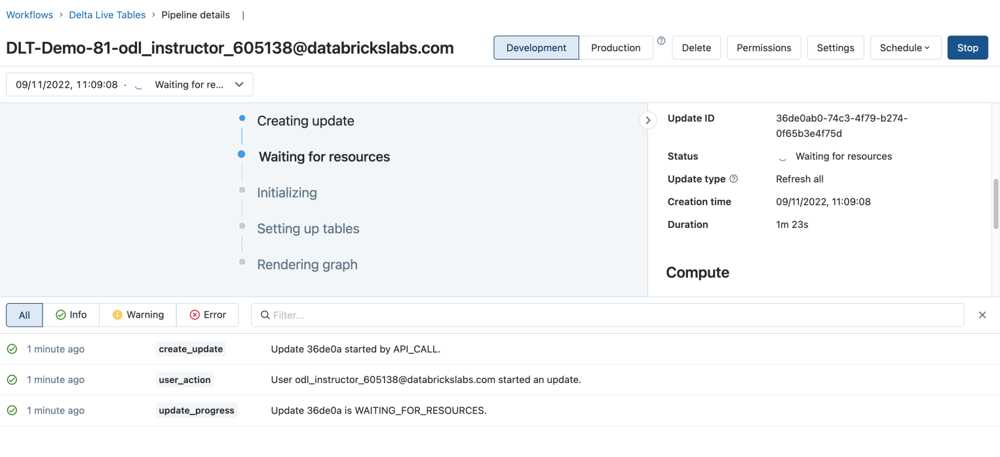 Workflows > Delta Live Tables > Pipeline details |
DLT-Demo-81-odl_instructor_605138@databrickslabs.com
Development Production Delete Permissions Settings Schedule Stop
09/11/2022, 11:09:08 · Waiting for re...
Creating update
Waiting for resources
Initializing
Setting up tables
Rendering graph
Update ID 36de0ab0-74c3-4f79-b274-
0f65b3e4f75d
Status Waiting for resources
Update type Refresh all
Creation time 09/11/2022, 11:09:08
Duration 1m 23s
Compute
All Info Warning Error Filter...
1 minute ago create_update Update 36de0a started by API_CALL.
1 minute ago user_action User odl_instructor_605138@databrickslabs.com started an update.
1 minute ago update_progress Update 36de0a is WAITING_FOR_RESOURCES.